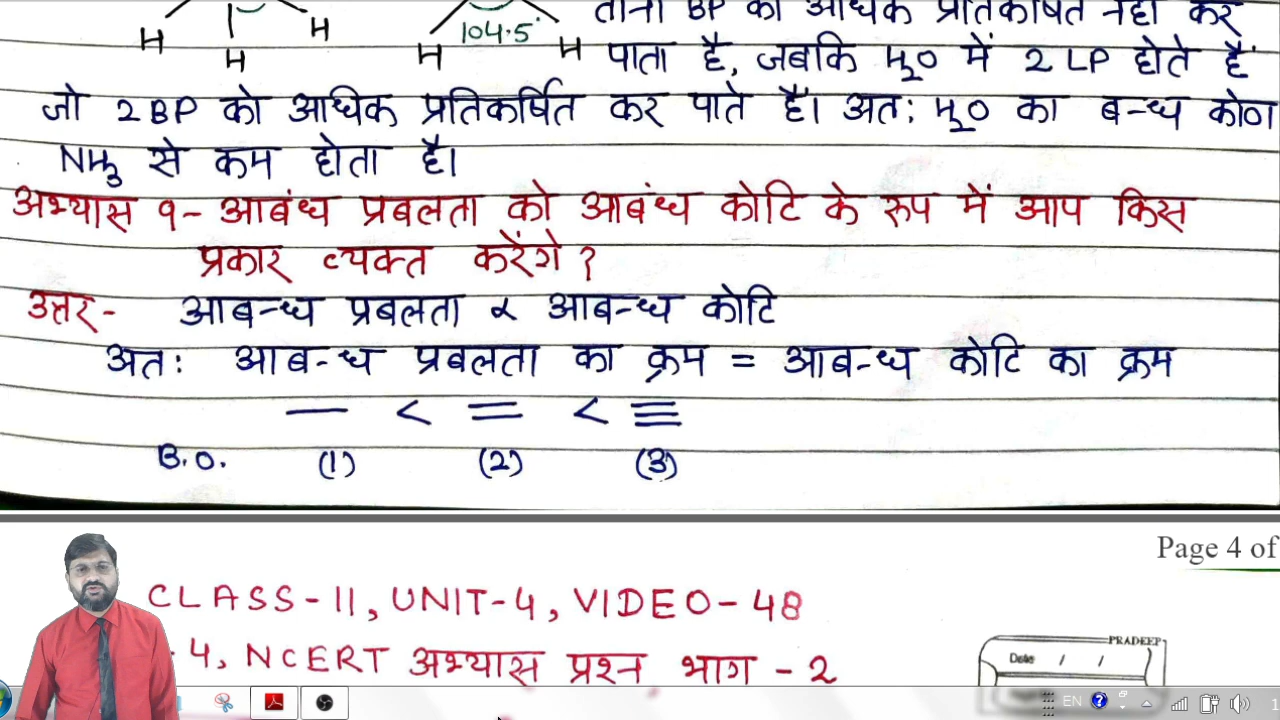 H H H 104.5° H H तीनों BP को अधिक प्रतिकर्षित नहीं कर
पाता है, जबकि H₂O में 2 LP होते हैं
जो 2 BP को अधिक प्रतिकर्षित कर पाते हैं। अतः H₂O का बन्ध कोण
NH₃ से कम होता है।
अभ्यास 9- आबंध प्रबलता को आबंध कोटि के रुप में आप किस
प्रकार व्यक्त करेंगे ?
उत्तर- आबन्ध प्रबलता ∝ आबन्ध कोटि
अतः आबन्ध प्रबलता का क्रम = आबन्ध कोटि का क्रम
— < = < ≡
B.O. (1) (2) (3)
Page 4 of
CLASS-11, UNIT-4, VIDEO-48
4, NCERT अभ्यास प्रश्न भाग - 2
PRADEEP
Date / /
EN